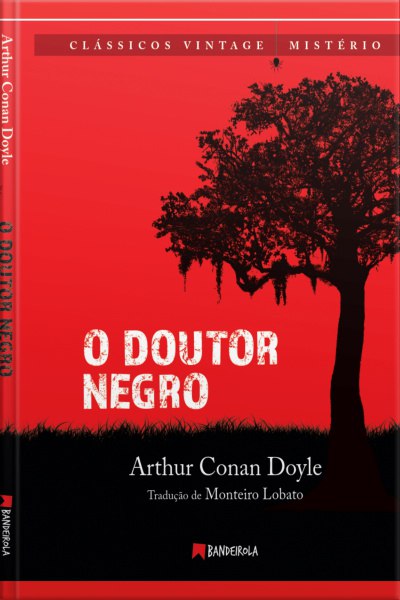 CLÁSSICOS VINTAGE MISTÉRIO
O DOUTOR
NEGRO
Arthur Conan Doyle
Tradução de Monteiro Lobato
BANDEIROLA
Arthur Conan Doyle
O DOUTOR NEGRO
BANDEIROLA